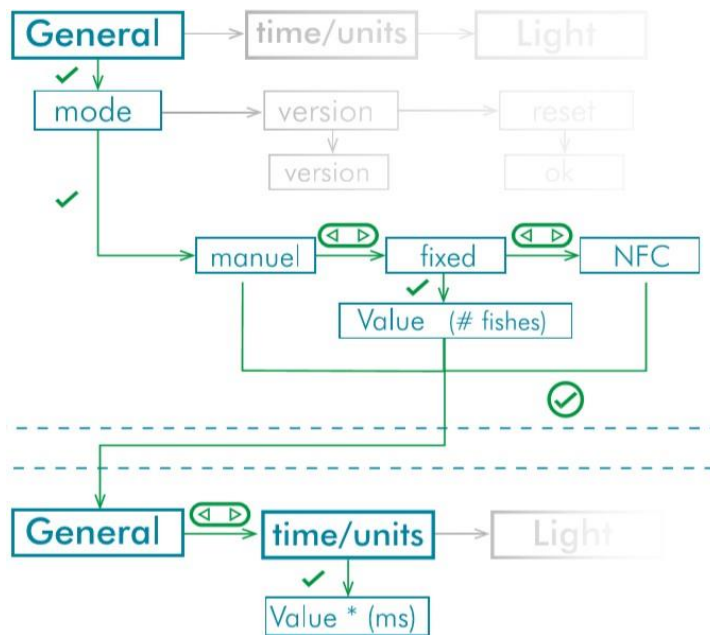 General time/units Light
mode version reset
version ok
manuel fixed NFC
Value (# fishes)
General time/units Light
Value * (ms)